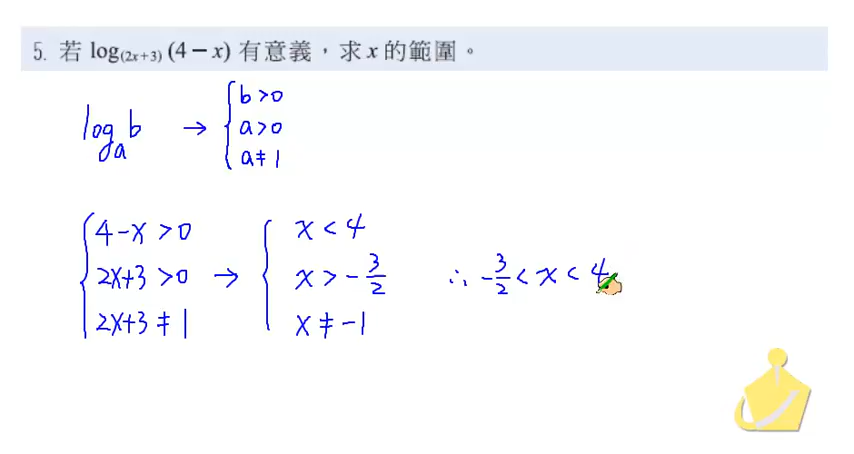 5. 若 log₍₂ₓ₊₃₎ (4−x) 有意義，求 x 的範圍。
logₐ b → { b>0
a>0
a≠1
{ 4−x>0 → { x<4
2x+3>0 x>−3/2 ∴ −3/2<x<4
2x+3≠1 x≠−1